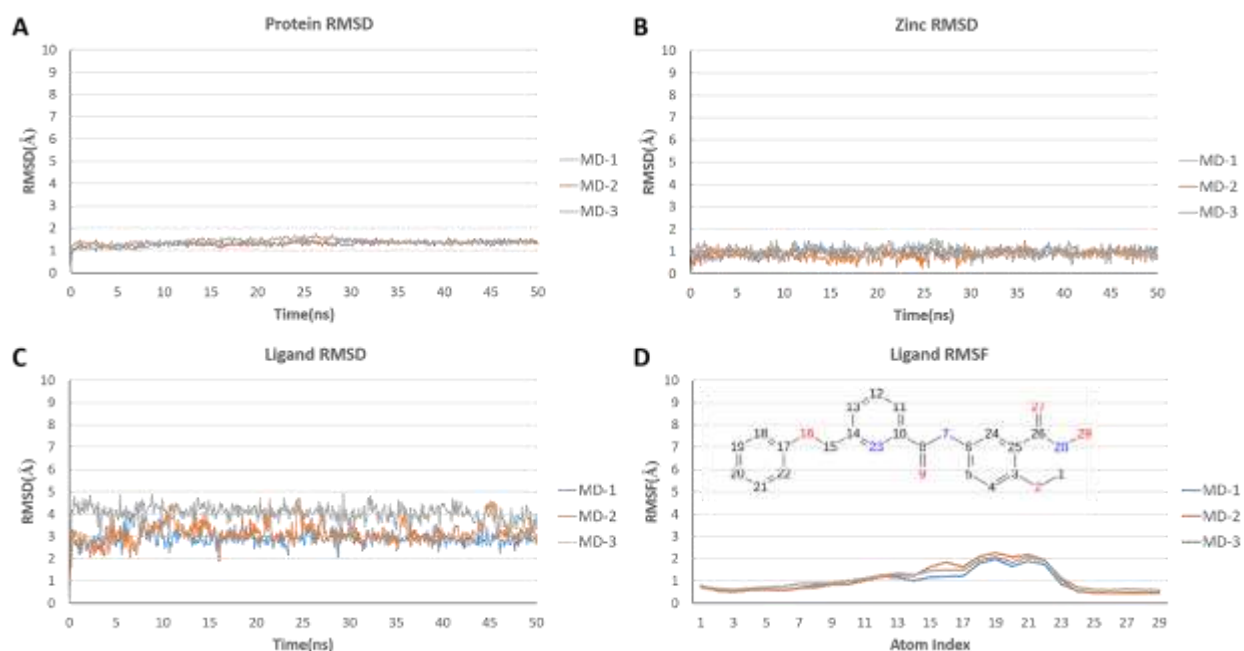 A
Protein RMSD
10
9
8
7
6
5
4
3
2
1
0
RMSD(Å)
0 5 10 15 20 25 30 35 40 45 50
Time(ns)
MD-1
MD-2
MD-3
B
Zinc RMSD
10
9
8
7
6
5
4
3
2
1
0
RMSD(Å)
0 5 10 15 20 25 30 35 40 45 50
Time(ns)
MD-1
MD-2
MD-3
C
Ligand RMSD
10
9
8
7
6
5
4
3
2
1
0
RMSD(Å)
0 5 10 15 20 25 30 35 40 45 50
Time(ns)
MD-1
MD-2
MD-3
D
Ligand RMSF
10
9
8
7
6
5
4
3
2
1
0
RMSF(Å)
12 27
13 11 26 29
18 16 14 10 7 24 28
19 17 15 23 8 6 25
20 22 9 5 3 1
21 4 2
1 3 5 7 9 11 13 15 17 19 21 23 25 27 29
Atom Index
MD-1
MD-2
MD-3